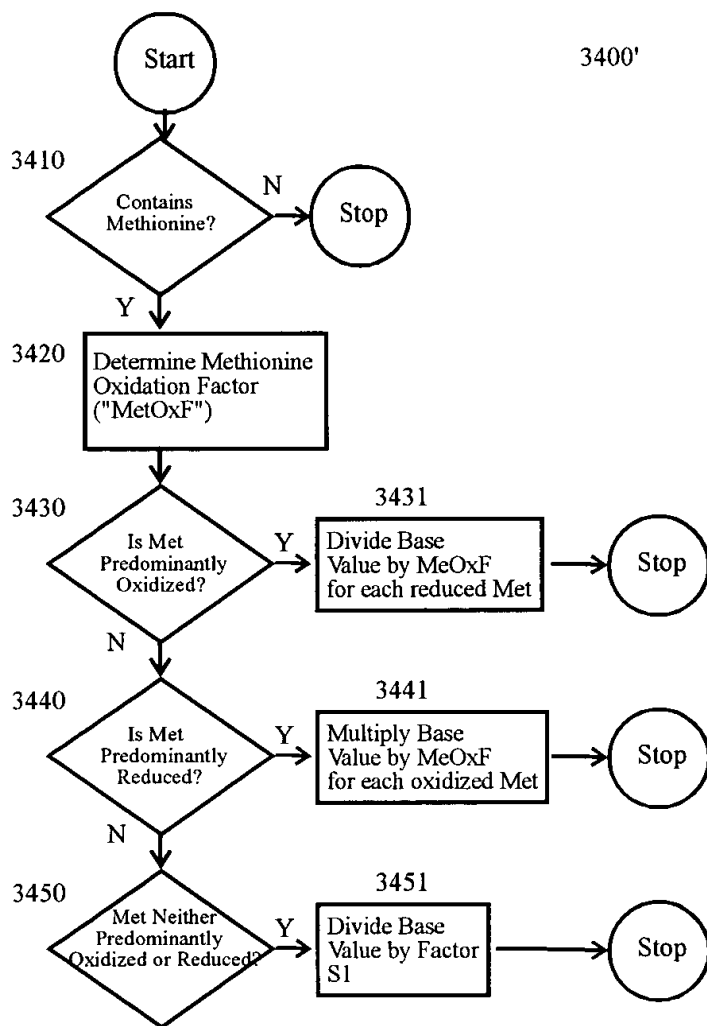 Start
3400'
3410
Contains
Methionine?
N
Stop
Y
3420
Determine Methionine
Oxidation Factor
("MetOxF")
3430
Is Met
Predominantly
Oxidized?
Y
3431
Divide Base
Value by MeOxF
for each reduced Met
Stop
N
3440
Is Met
Predominantly
Reduced?
Y
3441
Multiply Base
Value by MeOxF
for each oxidized Met
Stop
N
3450
Met Neither
Predominantly
Oxidized or Reduced?
Y
3451
Divide Base
Value by Factor
S1
Stop